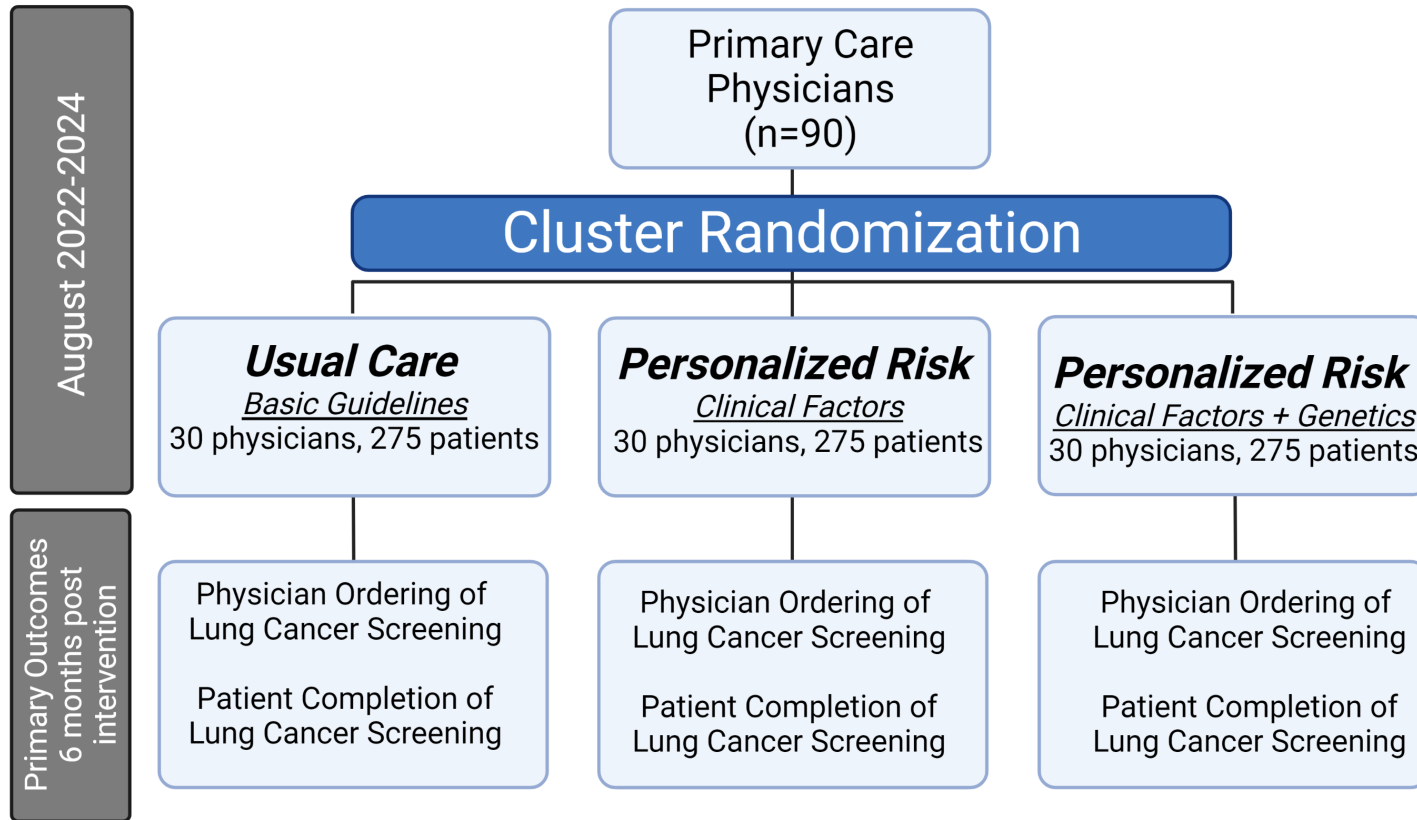 August 2022-2024
Primary Care
Physicians
(n=90)
Cluster Randomization
Usual Care
Basic Guidelines
30 physicians, 275 patients
Personalized Risk
Clinical Factors
30 physicians, 275 patients
Personalized Risk
Clinical Factors + Genetics
30 physicians, 275 patients
Primary Outcomes
6 months post
intervention
Physician Ordering of
Lung Cancer Screening
Patient Completion of
Lung Cancer Screening
Physician Ordering of
Lung Cancer Screening
Patient Completion of
Lung Cancer Screening
Physician Ordering of
Lung Cancer Screening
Patient Completion of
Lung Cancer Screening